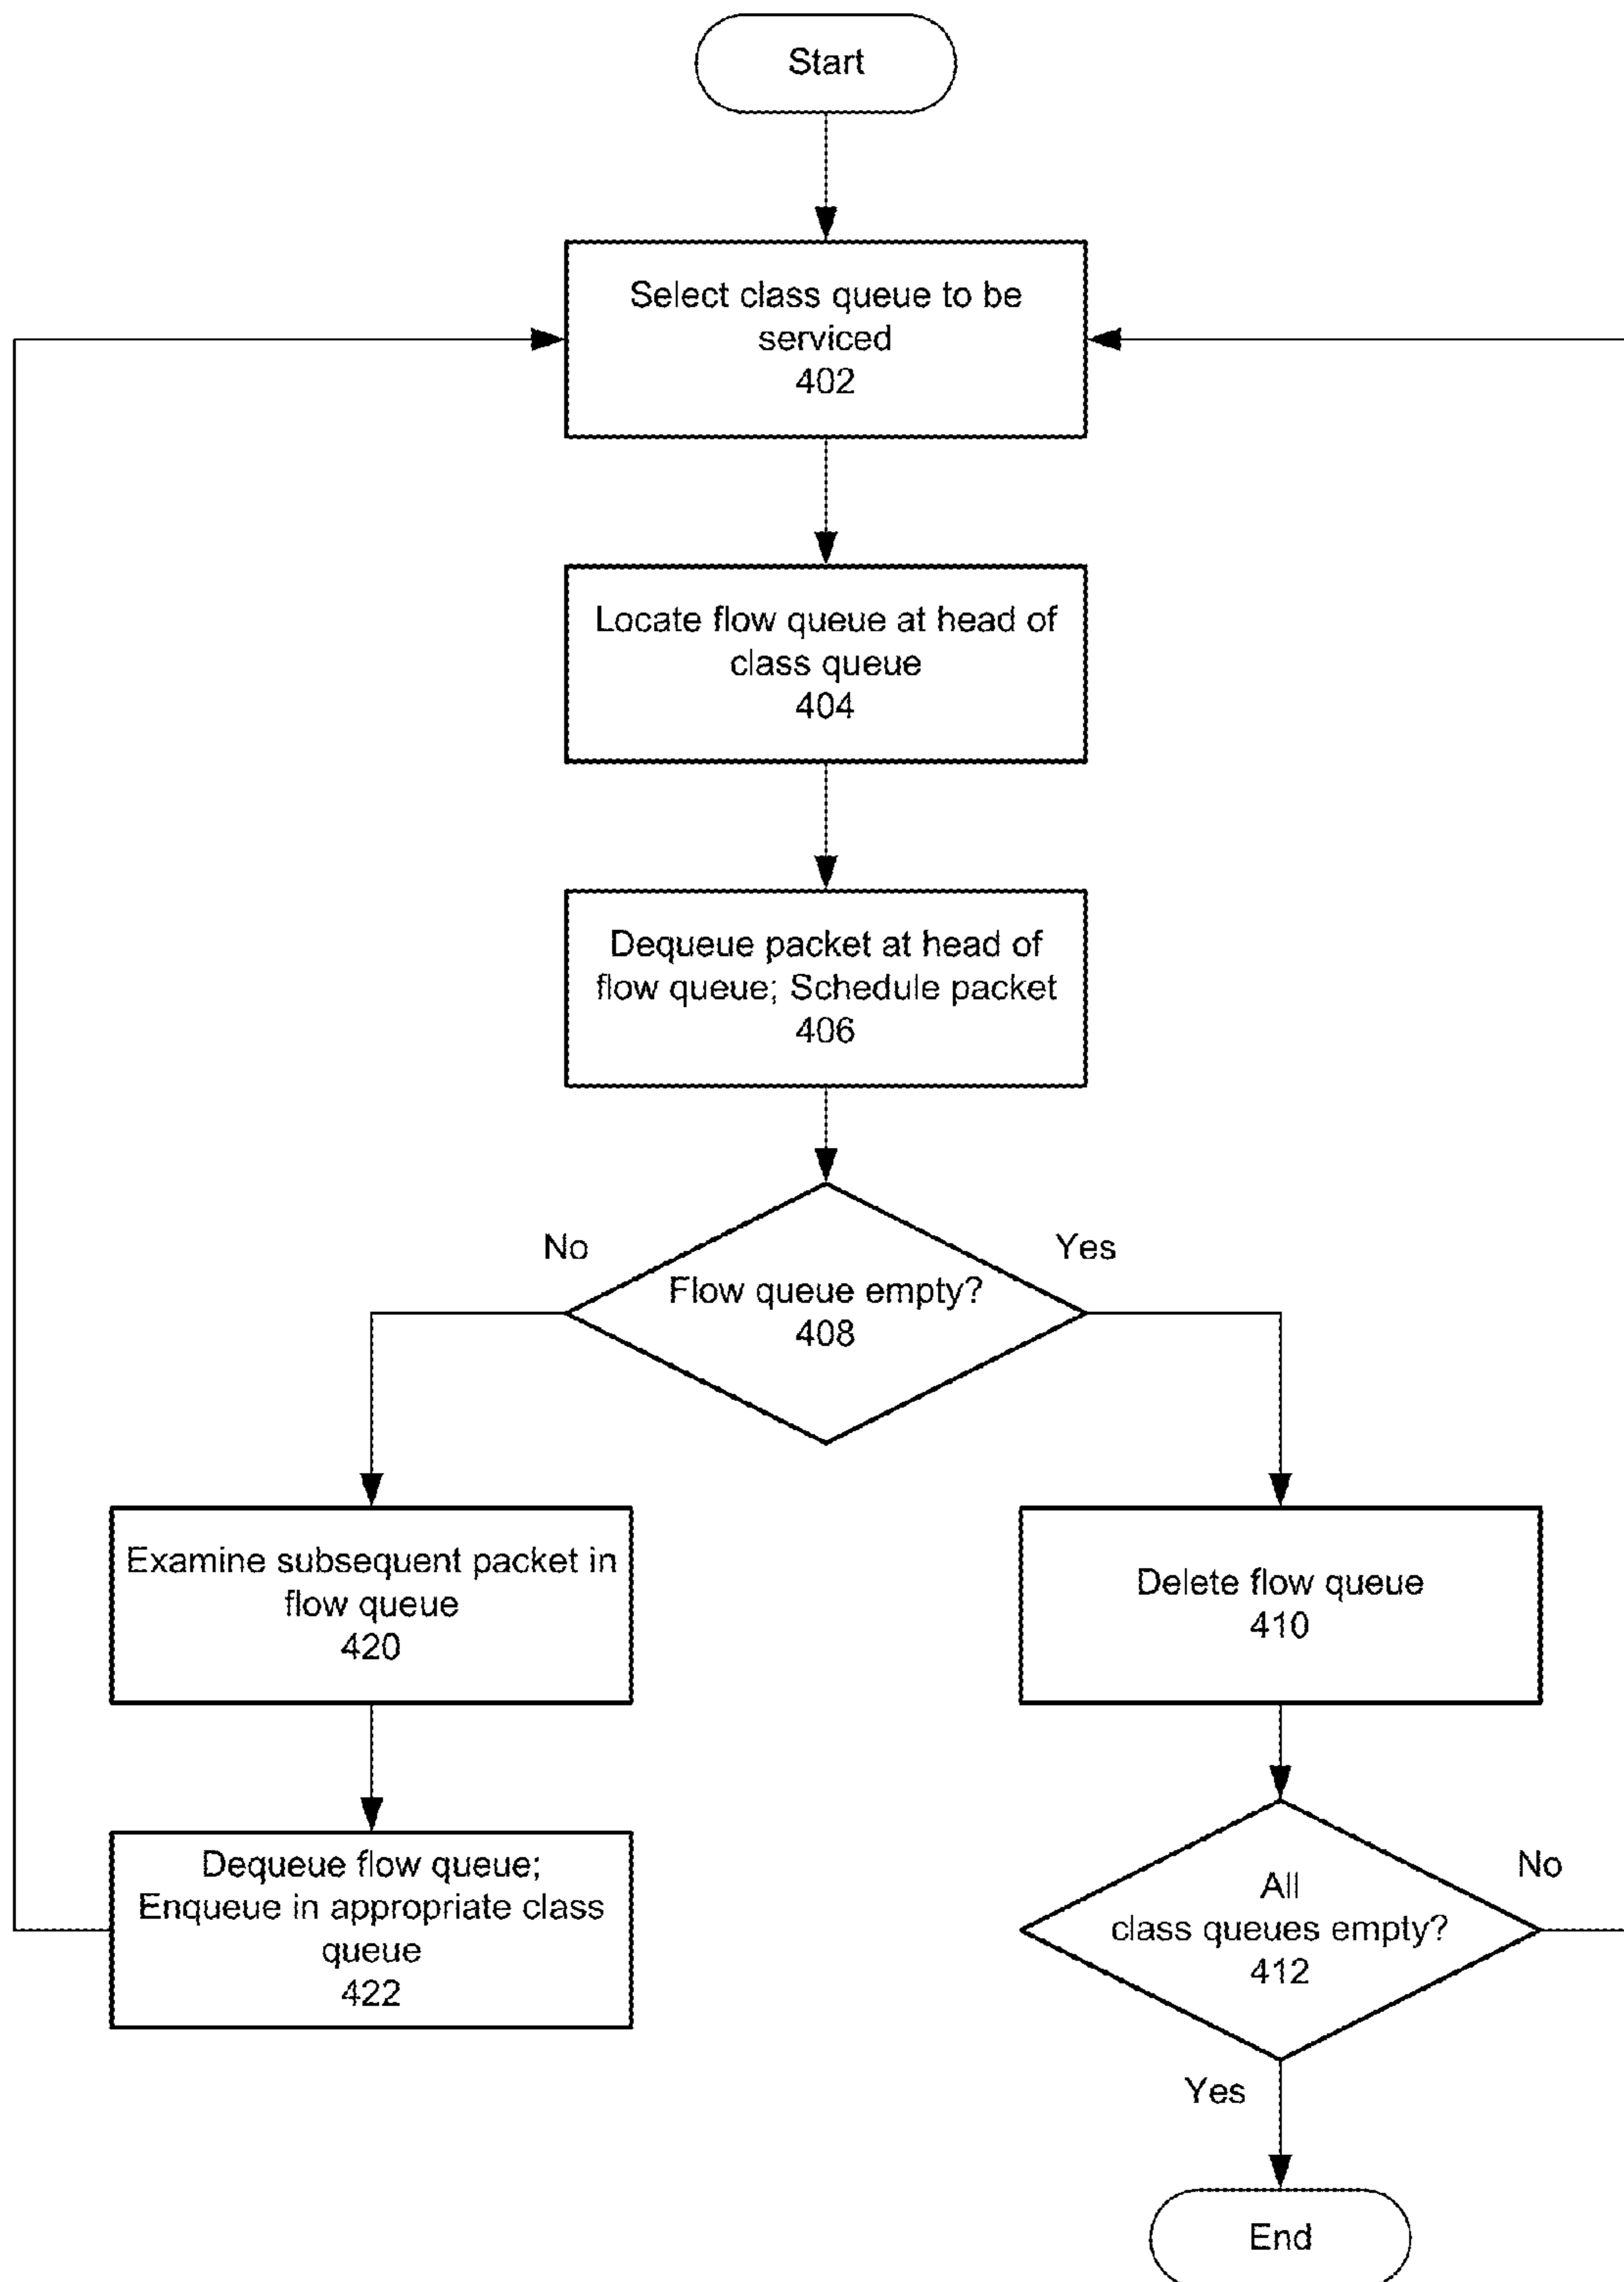 Start
Select class queue to be
serviced
402
Locate flow queue at head of
class queue
404
Dequeue packet at head of
flow queue; Schedule packet
406
No
Yes
Flow queue empty?
408
Examine subsequent packet in
flow queue
420
Delete flow queue
410
Dequeue flow queue;
Enqueue in appropriate class
queue
422
All
class queues empty?
412
No
Yes
End